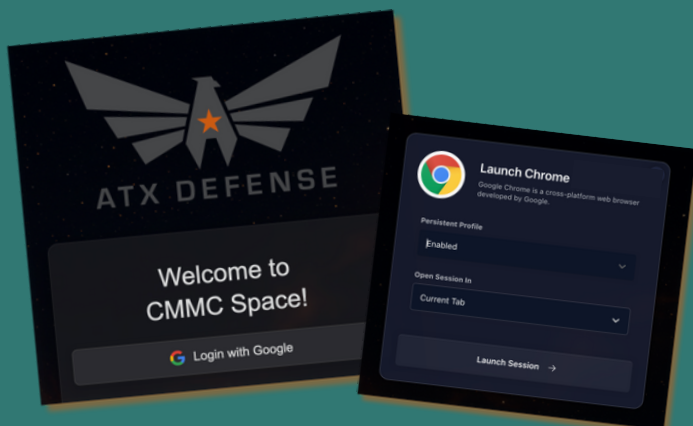 ATX DEFENSE
Welcome to
CMMC Space!
Login with Google
Launch Chrome
Google Chrome is a cross-platform web browser
developed by Google.
Persistent Profile
Enabled
Open Session In
Current Tab
Launch Session